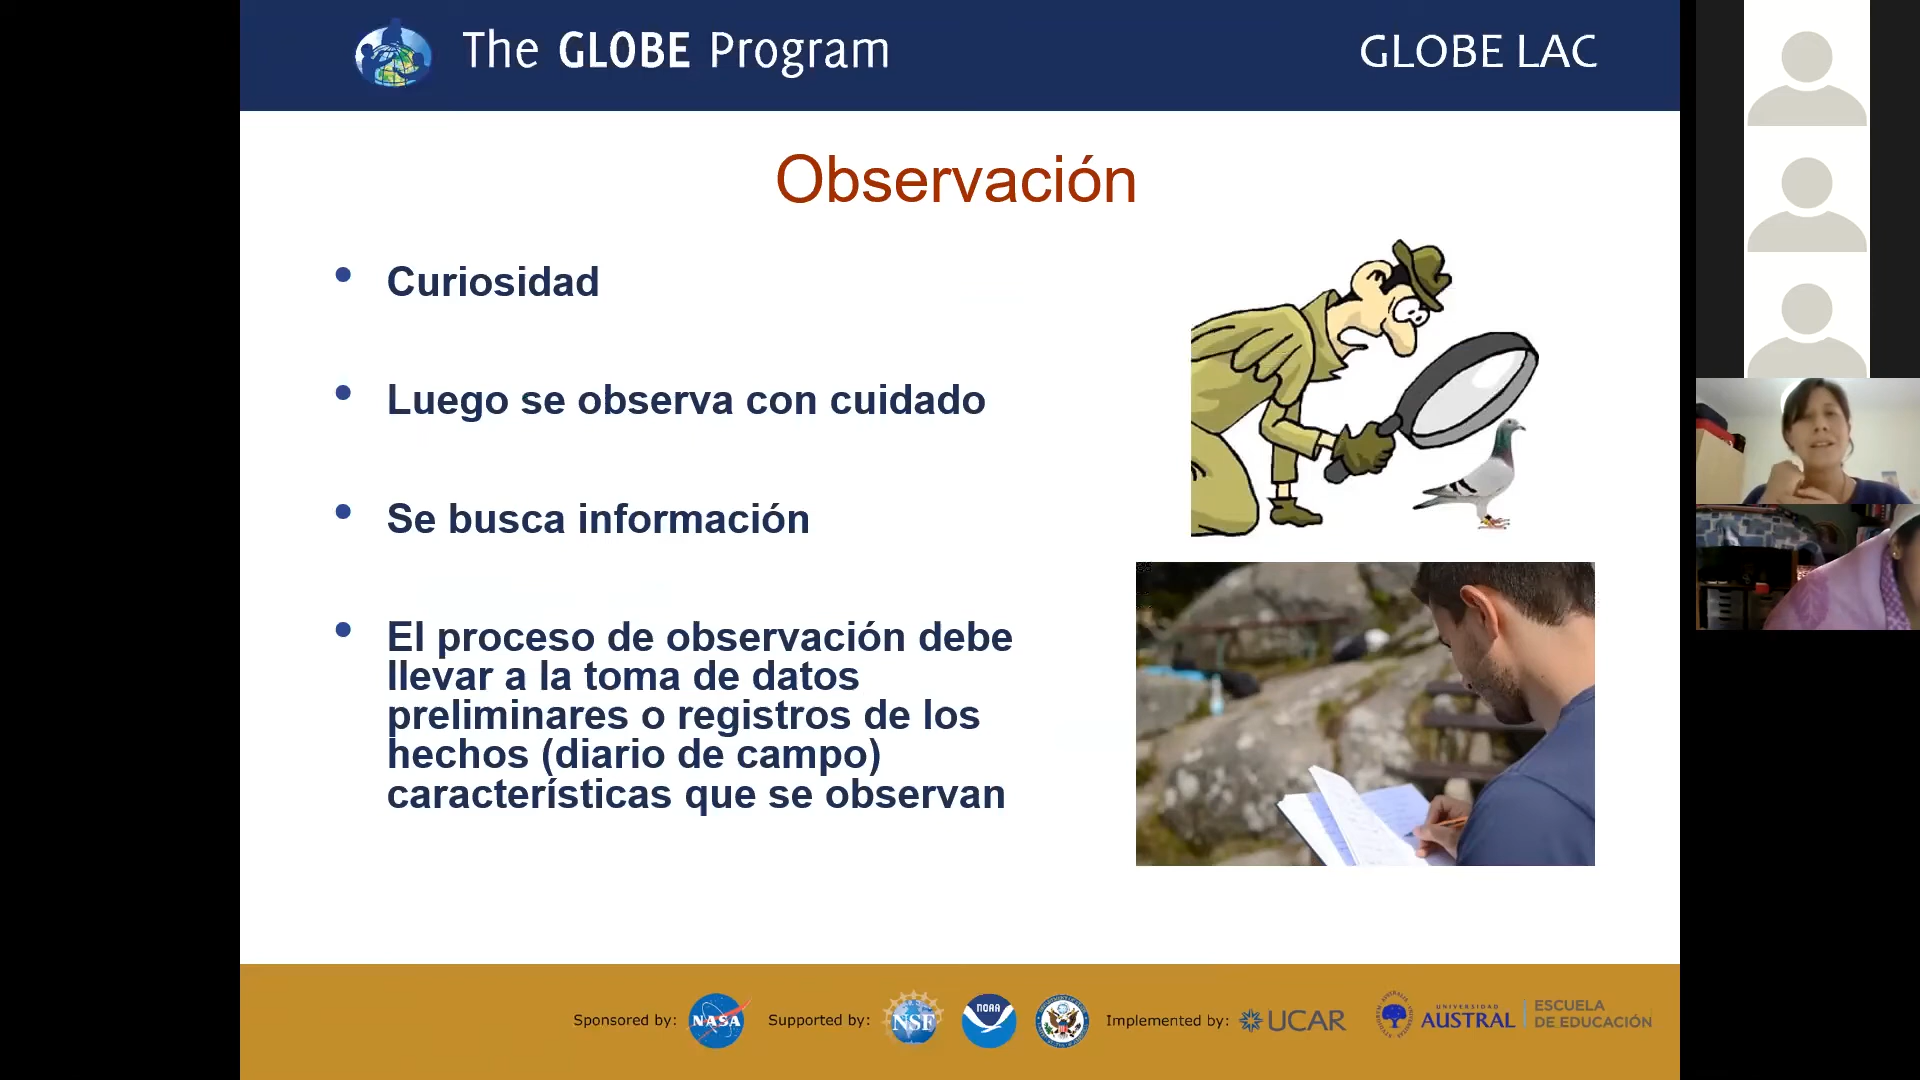 The GLOBE Program
GLOBE LAC
Observación
• Curiosidad
• Luego se observa con cuidado
• Se busca información
• El proceso de observación debe
llevar a la toma de datos
preliminares o registros de los
hechos (diario de campo)
características que se observan
Sponsored by:
NASA
Supported by:
NSF
NOAA
Implemented by:
UCAR
UNIVERSIDAD
AUSTRAL
ESCUELA
DE EDUCACIÓN